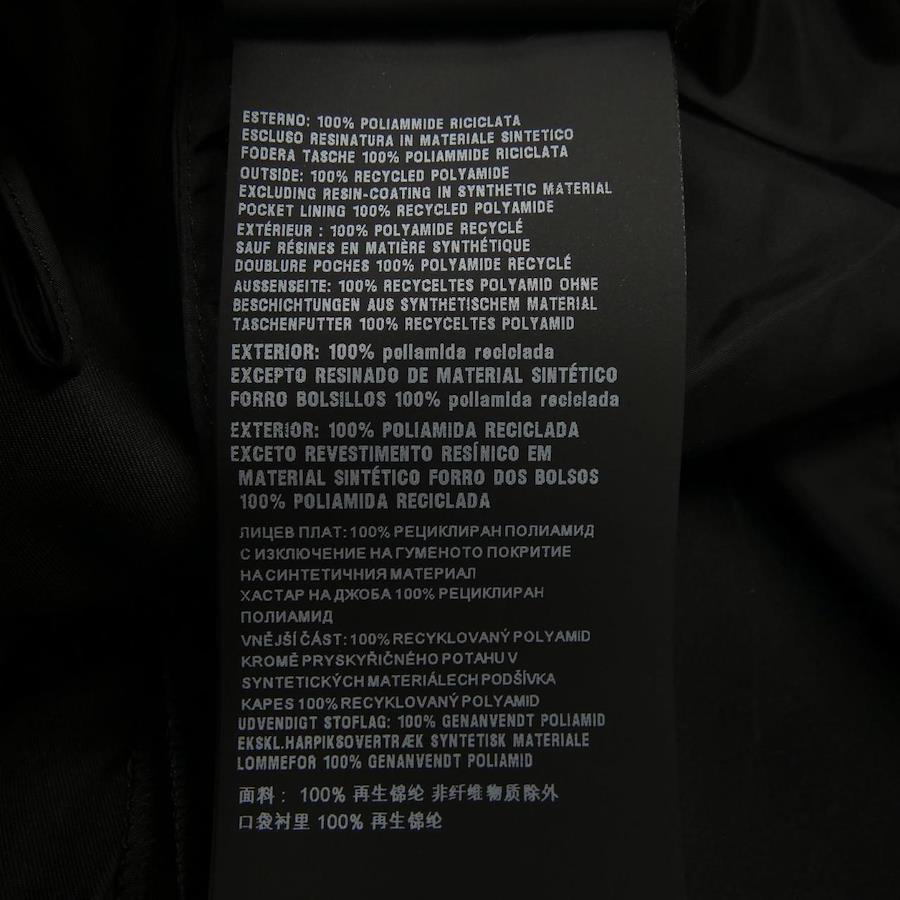 ESTERNO: 100% POLIAMMIDE RICICLATA
ESCLUSO RESINATURA IN MATERIALE SINTETICO
FODERA TASCHE 100% POLIAMMIDE RICICLATA
OUTSIDE: 100% RECYCLED POLYAMIDE
EXCLUDING RESIN-COATING IN SYNTHETIC MATERIAL
POCKET LINING 100% RECYCLED POLYAMIDE
EXTÉRIEUR : 100% POLYAMIDE RECYCLÉ
SAUF RÉSINES EN MATIÈRE SYNTHÉTIQUE
DOUBLURE POCHES 100% POLYAMIDE RECYCLÉ
AUSSENSEITE: 100% RECYCELTES POLYAMID OHNE
BESCHICHTUNGEN AUS SYNTHETISCHEM MATERIAL
TASCHENFUTTER 100% RECYCELTES POLYAMID
EXTERIOR: 100% poliamida reciclada
EXCEPTO RESINADO DE MATERIAL SINTÉTICO
FORRO BOLSILLOS 100% poliamida reciclada
EXTERIOR: 100% POLIAMIDA RECICLADA
EXCETO REVESTIMENTO RESÍNICO EM
MATERIAL SINTÉTICO FORRO DOS BOLSOS
100% POLIAMIDA RECICLADA
ЛИЦЕВ ПЛАТ: 100% РЕЦИКЛИРАН ПОЛИАМИД
С ИЗКЛЮЧЕНИЕ НА ГУМЕНОТО ПОКРИТИЕ
НА СИНТЕТИЧНИЯ МАТЕРИАЛ
ХАСТАР НА ДЖОБА 100% РЕЦИКЛИРАН
ПОЛИАМИД
VNĚJŠÍ ČÁST: 100% RECYKLOVANÝ POLYAMID
KROMĚ PRYSKYŘIČNÉHO POTAHU V
SYNTETICKÝCH MATERIÁLECH PODŠÍVKA
KAPES 100% RECYKLOVANÝ POLYAMID
UDVENDIGT STOFLAG: 100% GENANVENDT POLIAMID
EKSKL.HARPIKSOVERTRÆK SYNTETISK MATERIALE
LOMMEFOR 100% GENANVENDT POLIAMID
面料： 100% 再生锦纶 非纤维物质除外
口袋衬里 100% 再生锦纶